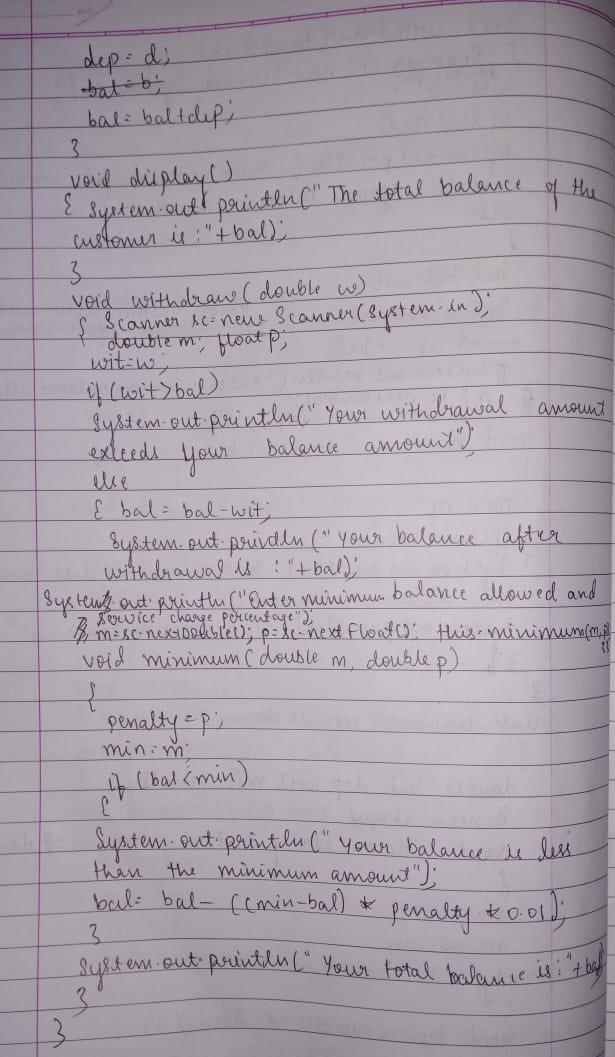 dep = d;
bal = b;
bal = bal+dep;
}
void display()
{ System.out.println("The total balance of the
customer is :"+bal);
}
void withdraw(double w)
{ Scanner sc=new Scanner(System.in);
double m; float p;
wit=w;
if (wit>bal)
System.out.println("Your withdrawal amount
exceeds your balance amount");
else
{ bal = bal-wit;
System.out.println("Your balance after
withdrawal is :"+bal);
System.out.println("Enter minimum balance allowed and
service charge percentage");
m=sc.nextDouble(); p=sc.nextFloat(); this.minimum(m,p);
}}
void minimum(double m, double p)
{
penalty = p;
min = m;
if (bal<min)
{
System.out.println("Your balance is less
than the minimum amount");
bal = bal - ((min-bal) * penalty * 0.01);
}
System.out.println("Your total balance is:"+bal
}
}